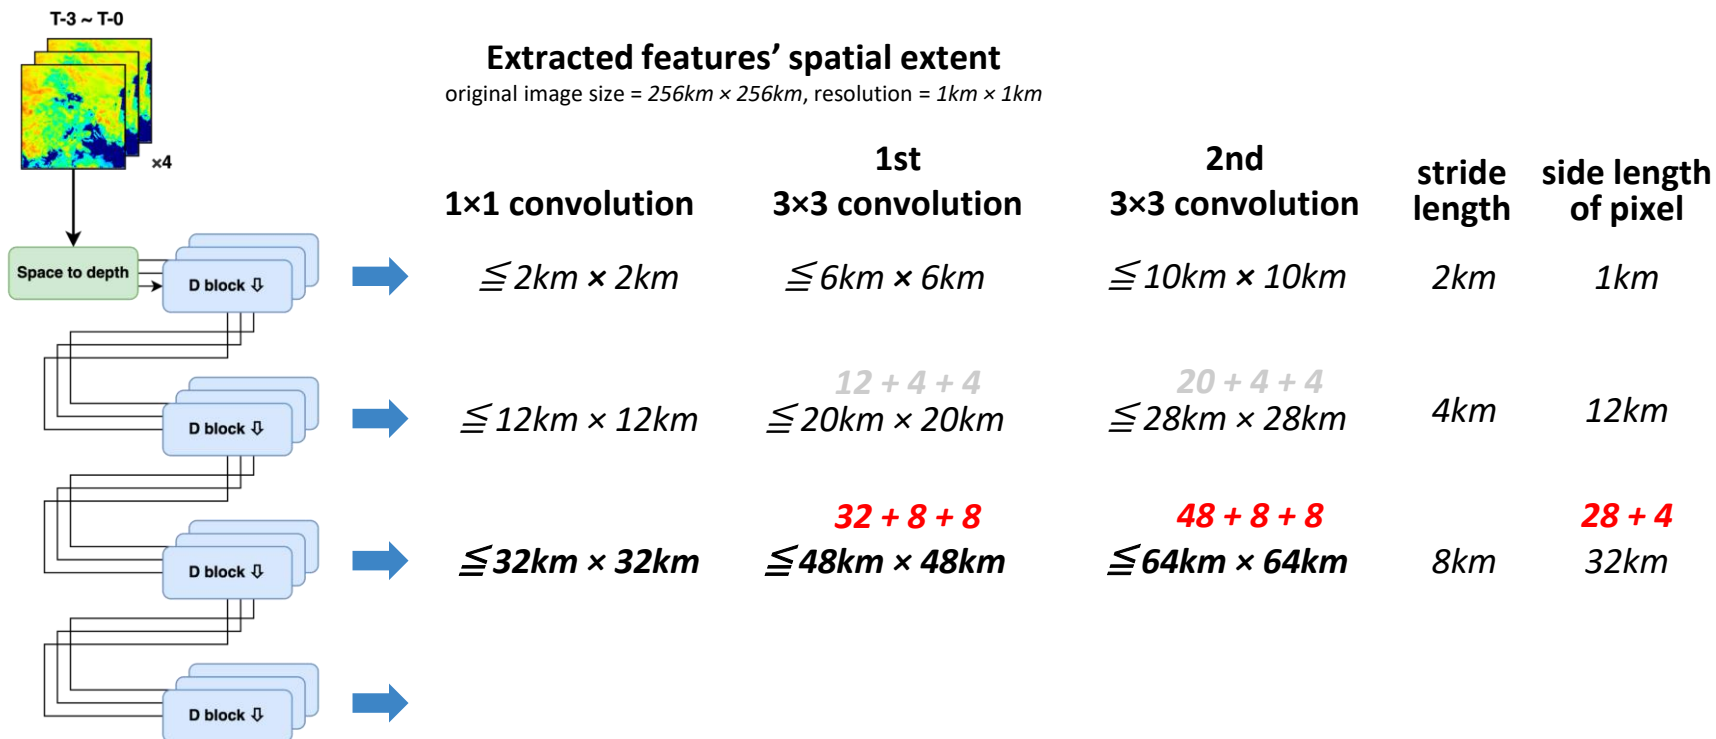 T-3 ~ T-0
×4
Extracted features’ spatial extent
original image size = 256km × 256km, resolution = 1km × 1km
1×1 convolution
1st
3×3 convolution
2nd
3×3 convolution
stride
length
side length
of pixel
Space to depth
D block ⇩
≦2km × 2km
≦6km × 6km
≦10km × 10km
2km
1km
12 + 4 + 4
20 + 4 + 4
D block ⇩
≦12km × 12km
≦20km × 20km
≦28km × 28km
4km
12km
32 + 8 + 8
48 + 8 + 8
28 + 4
D block ⇩
≦32km × 32km
≦48km × 48km
≦64km × 64km
8km
32km
D block ⇩